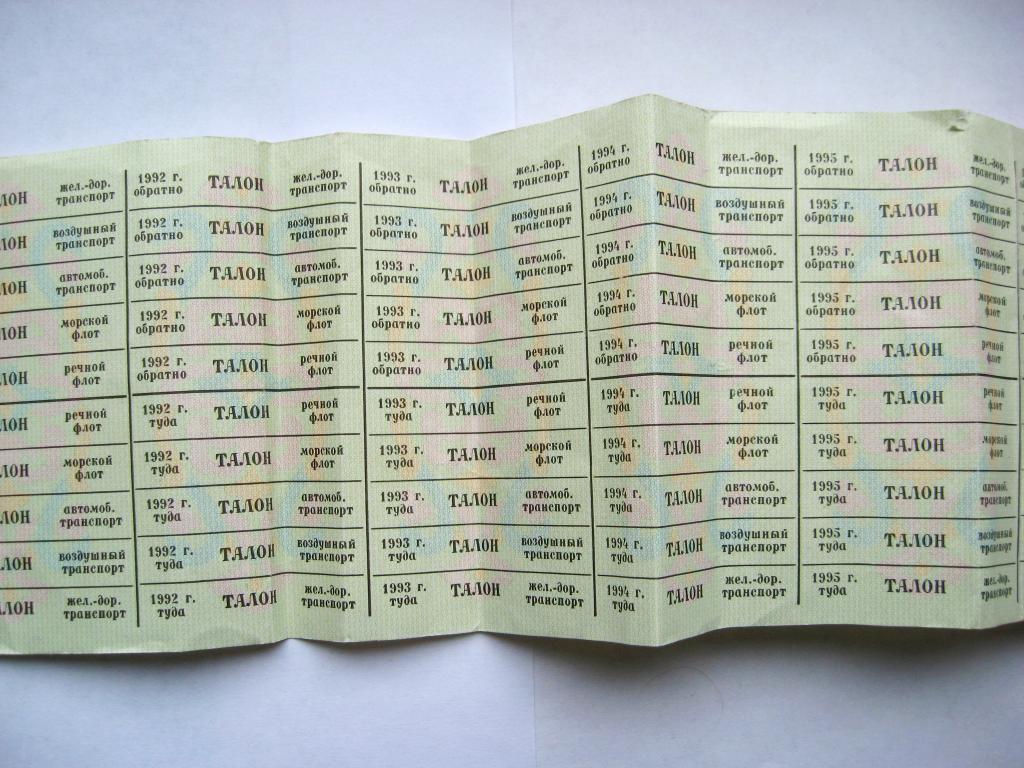 ТАЛОН жел.-дор. 1992 г. ТАЛОН жел.-дор. 1993 г. ТАЛОН жел.-дор. 1994 г. ТАЛОН жел.-дор. 1995 г. ТАЛОН жел.-дор.
транспорт обратно транспорт обратно транспорт обратно транспорт обратно транспорт
ТАЛОН воздушный 1992 г. ТАЛОН воздушный 1993 г. ТАЛОН воздушный 1994 г. ТАЛОН воздушный 1995 г. ТАЛОН воздушный
транспорт обратно транспорт обратно транспорт обратно транспорт обратно транспорт
ТАЛОН автомоб. 1992 г. ТАЛОН автомоб. 1993 г. ТАЛОН автомоб. 1994 г. ТАЛОН автомоб. 1995 г. ТАЛОН автомоб.
транспорт обратно транспорт обратно транспорт обратно транспорт обратно транспорт
ТАЛОН морской 1992 г. ТАЛОН морской 1993 г. ТАЛОН морской 1994 г. ТАЛОН морской 1995 г. ТАЛОН морской
флот обратно флот обратно флот обратно флот обратно флот
ТАЛОН речной 1992 г. ТАЛОН речной 1993 г. ТАЛОН речной 1994 г. ТАЛОН речной 1995 г. ТАЛОН речной
флот обратно флот обратно флот обратно флот обратно флот
ТАЛОН речной 1992 г. ТАЛОН речной 1993 г. ТАЛОН речной 1994 г. ТАЛОН речной 1995 г. ТАЛОН речной
флот туда флот туда флот туда флот туда флот
ТАЛОН морской 1992 г. ТАЛОН морской 1993 г. ТАЛОН морской 1994 г. ТАЛОН морской 1995 г. ТАЛОН морской
флот туда флот туда флот туда флот туда флот
ТАЛОН автомоб. 1992 г. ТАЛОН автомоб. 1993 г. ТАЛОН автомоб. 1994 г. ТАЛОН автомоб. 1995 г. ТАЛОН автомоб.
транспорт туда транспорт туда транспорт туда транспорт туда транспорт
ТАЛОН воздушный 1992 г. ТАЛОН воздушный 1993 г. ТАЛОН воздушный 1994 г. ТАЛОН воздушный 1995 г. ТАЛОН воздушный
транспорт туда транспорт туда транспорт туда транспорт туда транспорт
ТАЛОН жел.-дор. 1992 г. ТАЛОН жел.-дор. 1993 г. ТАЛОН жел.-дор. 1994 г. ТАЛОН жел.-дор. 1995 г. ТАЛОН жел.-дор.
транспорт туда транспорт туда транспорт туда транспорт туда транспорт